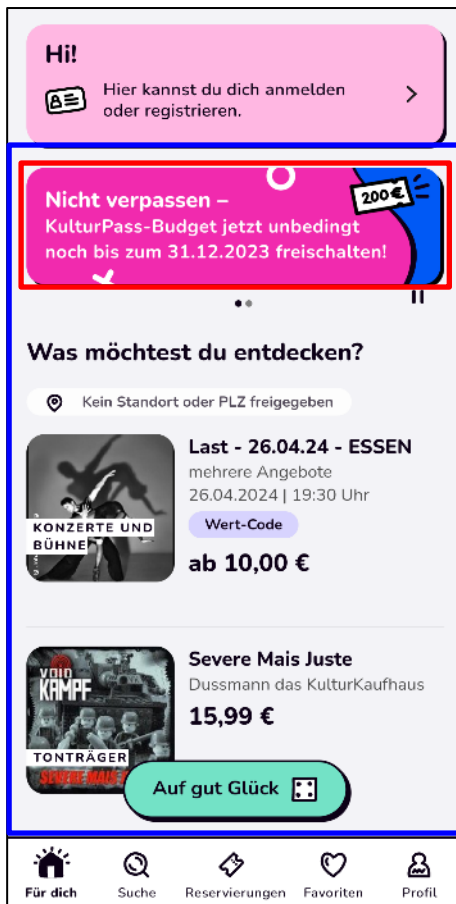 Hi!
Hier kannst du dich anmelden
oder registrieren.
Nicht verpassen –
KulturPass-Budget jetzt unbedingt
noch bis zum 31.12.2023 freischalten!
200€
Was möchtest du entdecken?
Kein Standort oder PLZ freigegeben
KONZERTE UND
BÜHNE
Last - 26.04.24 - ESSEN
mehrere Angebote
26.04.2024 | 19:30 Uhr
Wert-Code
ab 10,00 €
VOID
KAMPF
TONTRÄGER
SEVERE MAIS
Severe Mais Juste
Dussmann das KulturKaufhaus
15,99 €
Auf gut Glück
Für dich
Suche
Reservierungen
Favoriten
Profil